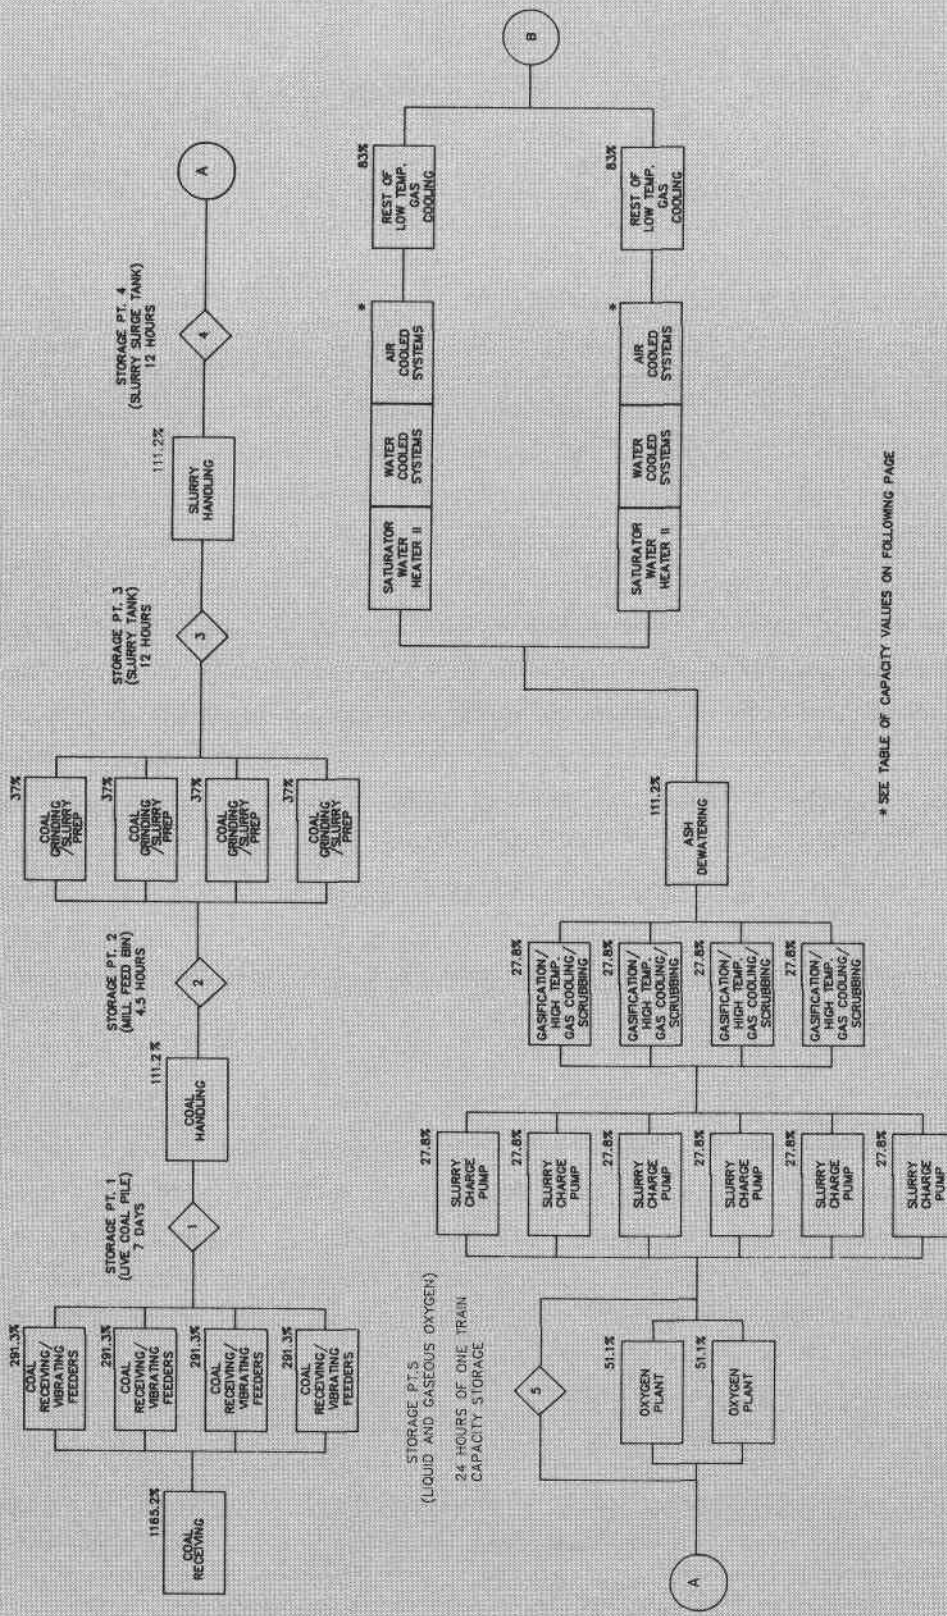 1165.2%
COAL
RECEIVING
291.3%
COAL
RECEIVING/
VIBRATING
FEEDERS
291.3%
COAL
RECEIVING/
VIBRATING
FEEDERS
291.3%
COAL
RECEIVING/
VIBRATING
FEEDERS
291.3%
COAL
RECEIVING/
VIBRATING
FEEDERS
STORAGE PT. 1
(LIVE COAL PILE)
7 DAYS
1
111.2%
COAL
HANDLING
STORAGE PT. 2
(MILL FEED BIN)
4.5 HOURS
2
37%
COAL
GRINDING
/SLURRY
PREP
37%
COAL
GRINDING
/SLURRY
PREP
37%
COAL
GRINDING
/SLURRY
PREP
37%
COAL
GRINDING
/SLURRY
PREP
STORAGE PT. 3
(SLURRY TANK)
12 HOURS
3
111.2%
SLURRY
HANDLING
STORAGE PT. 4
(SLURRY SURGE TANK)
12 HOURS
4
A
A
STORAGE PT.5
(LIQUID AND GASEOUS OXYGEN)
24 HOURS OF ONE TRAIN
CAPACITY STORAGE
5
51.1%
OXYGEN
PLANT
51.1%
OXYGEN
PLANT
27.8%
SLURRY
CHARGE
PUMP
27.8%
SLURRY
CHARGE
PUMP
27.8%
SLURRY
CHARGE
PUMP
27.8%
SLURRY
CHARGE
PUMP
27.8%
SLURRY
CHARGE
PUMP
27.8%
SLURRY
CHARGE
PUMP
27.8%
GASIFICATION/
HIGH TEMP.
GAS COOLING/
SCRUBBING
27.8%
GASIFICATION/
HIGH TEMP.
GAS COOLING/
SCRUBBING
27.8%
GASIFICATION/
HIGH TEMP.
GAS COOLING/
SCRUBBING
27.8%
GASIFICATION/
HIGH TEMP.
GAS COOLING/
SCRUBBING
111.2%
ASH
DEWATERING
SATURATOR
WATER
HEATER II
WATER
COOLED
SYSTEMS
*
AIR
COOLED
SYSTEMS
83%
REST OF
LOW TEMP.
GAS
COOLING
SATURATOR
WATER
HEATER II
WATER
COOLED
SYSTEMS
*
AIR
COOLED
SYSTEMS
83%
REST OF
LOW TEMP.
GAS
COOLING
B
* SEE TABLE OF CAPACITY VALUES ON FOLLOWING PAGE